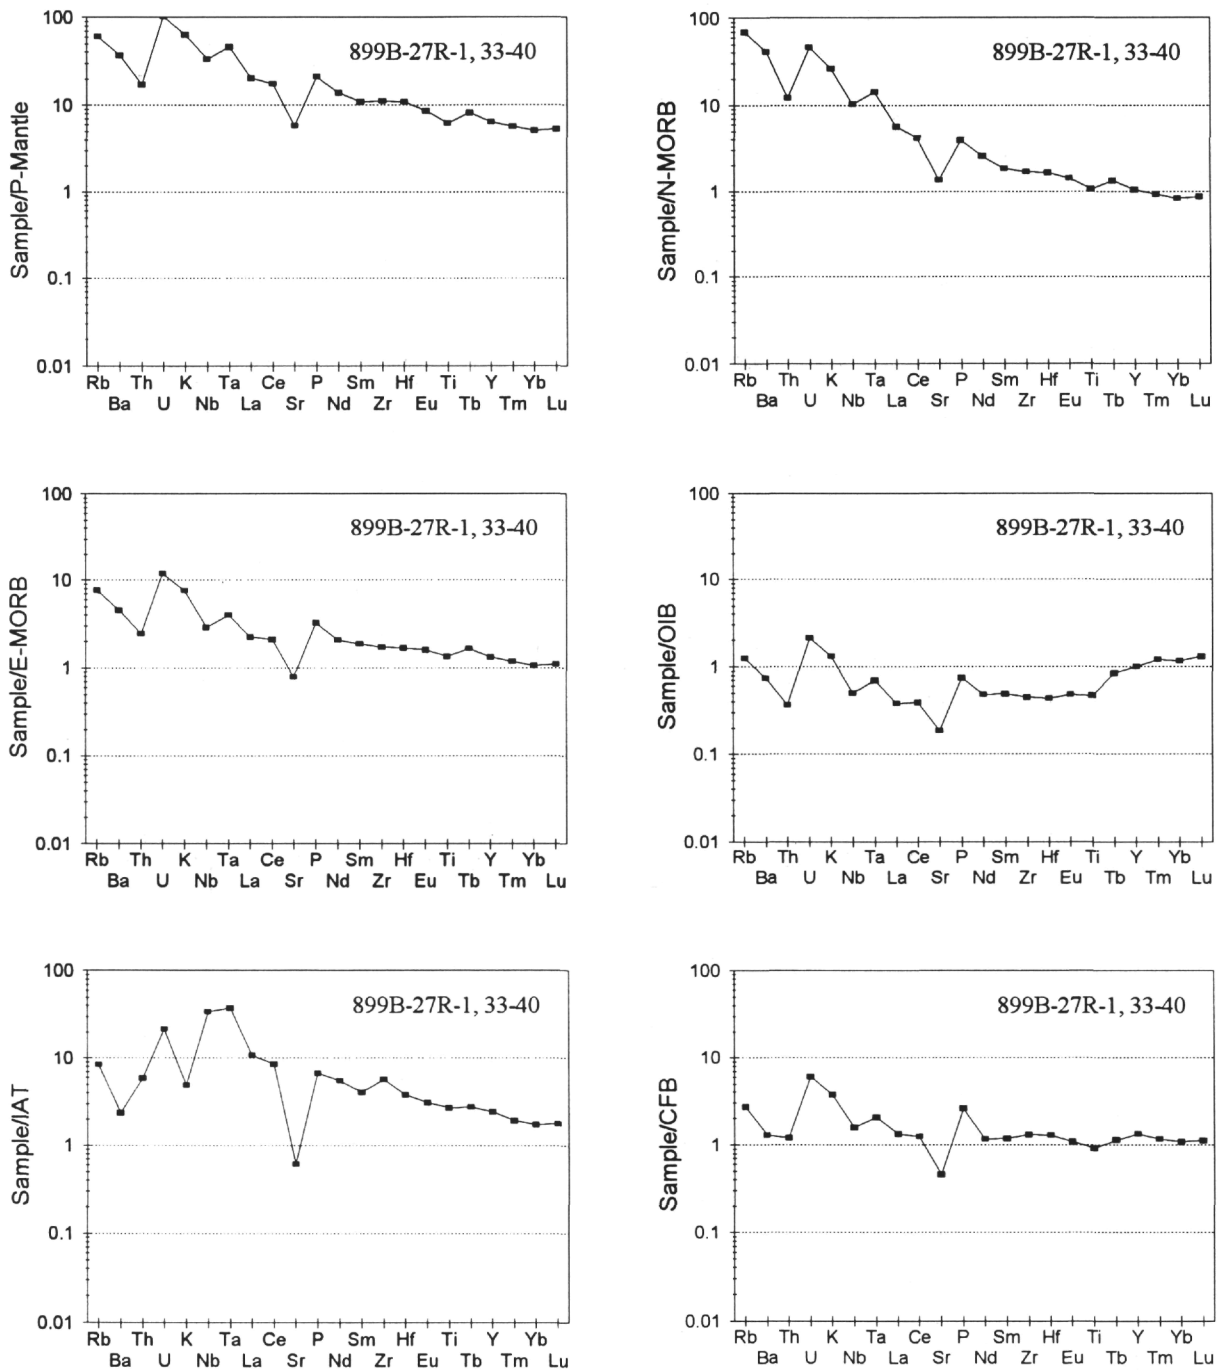 100
10
1
0.1
0.01
Sample/P-Mantle
899B-27R-1, 33-40
Rb Th K Ta Ce P Sm Hf Ti Y Yb
Ba U Nb La Sr Nd Zr Eu Tb Tm Lu
100
10
1
0.1
0.01
Sample/N-MORB
899B-27R-1, 33-40
Rb Th K Ta Ce P Sm Hf Ti Y Yb
Ba U Nb La Sr Nd Zr Eu Tb Tm Lu
100
10
1
0.1
0.01
Sample/E-MORB
899B-27R-1, 33-40
Rb Th K Ta Ce P Sm Hf Ti Y Yb
Ba U Nb La Sr Nd Zr Eu Tb Tm Lu
100
10
1
0.1
0.01
Sample/OIB
899B-27R-1, 33-40
Rb Th K Ta Ce P Sm Hf Ti Y Yb
Ba U Nb La Sr Nd Zr Eu Tb Tm Lu
100
10
1
0.1
0.01
Sample/IAT
899B-27R-1, 33-40
Rb Th K Ta Ce P Sm Hf Ti Y Yb
Ba U Nb La Sr Nd Zr Eu Tb Tm Lu
100
10
1
0.1
0.01
Sample/CFB
899B-27R-1, 33-40
Rb Th K Ta Ce P Sm Hf Ti Y Yb
Ba U Nb La Sr Nd Zr Eu Tb Tm Lu